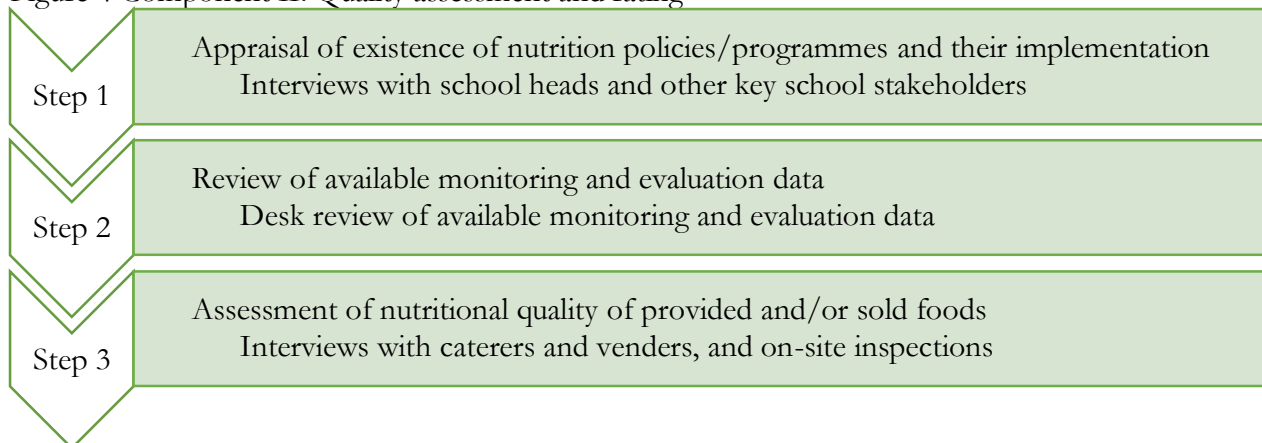 Figure 4 Component II: Quality assessment and rating
Step 1
Appraisal of existence of nutrition policies/programmes and their implementation
Interviews with school heads and other key school stakeholders
Step 2
Review of available monitoring and evaluation data
Desk review of available monitoring and evaluation data
Step 3
Assessment of nutritional quality of provided and/or sold foods
Interviews with caterers and venders, and on-site inspections